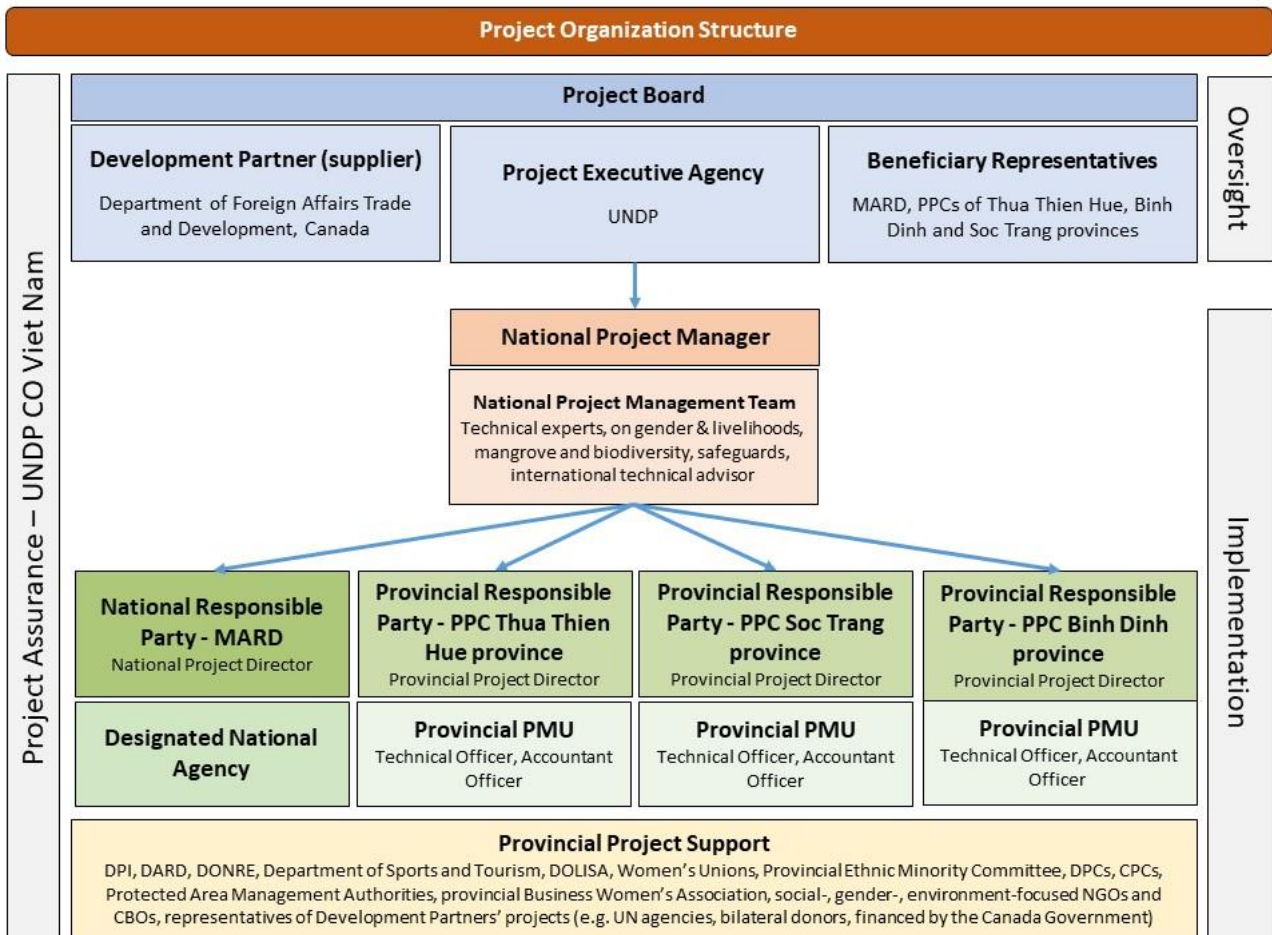 Project Organization Structure
Project Assurance – UNDP CO Viet Nam
Project Board
Oversight
Development Partner (supplier)
Department of Foreign Affairs Trade
and Development, Canada
Project Executive Agency
UNDP
Beneficiary Representatives
MARD, PPCs of Thua Thien Hue, Binh
Dinh and Soc Trang provinces
National Project Manager
National Project Management Team
Technical experts, on gender & livelihoods,
mangrove and biodiversity, safeguards,
international technical advisor
Implementation
National Responsible
Party - MARD
National Project Director
Provincial Responsible
Party - PPC Thua Thien
Hue province
Provincial Project Director
Provincial Responsible
Party - PPC Soc Trang
province
Provincial Project Director
Provincial Responsible
Party - PPC Binh Dinh
province
Provincial Project Director
Designated National
Agency
Provincial PMU
Technical Officer, Accountant
Officer
Provincial PMU
Technical Officer, Accountant
Officer
Provincial PMU
Technical Officer, Accountant
Officer
Provincial Project Support
DPI, DARD, DONRE, Department of Sports and Tourism, DOLISA, Women's Unions, Provincial Ethnic Minority Committee, DPCs, CPCs,
Protected Area Management Authorities, provincial Business Women's Association, social-, gender-, environment-focused NGOs and
CBOs, representatives of Development Partners' projects (e.g. UN agencies, bilateral donors, financed by the Canada Government)